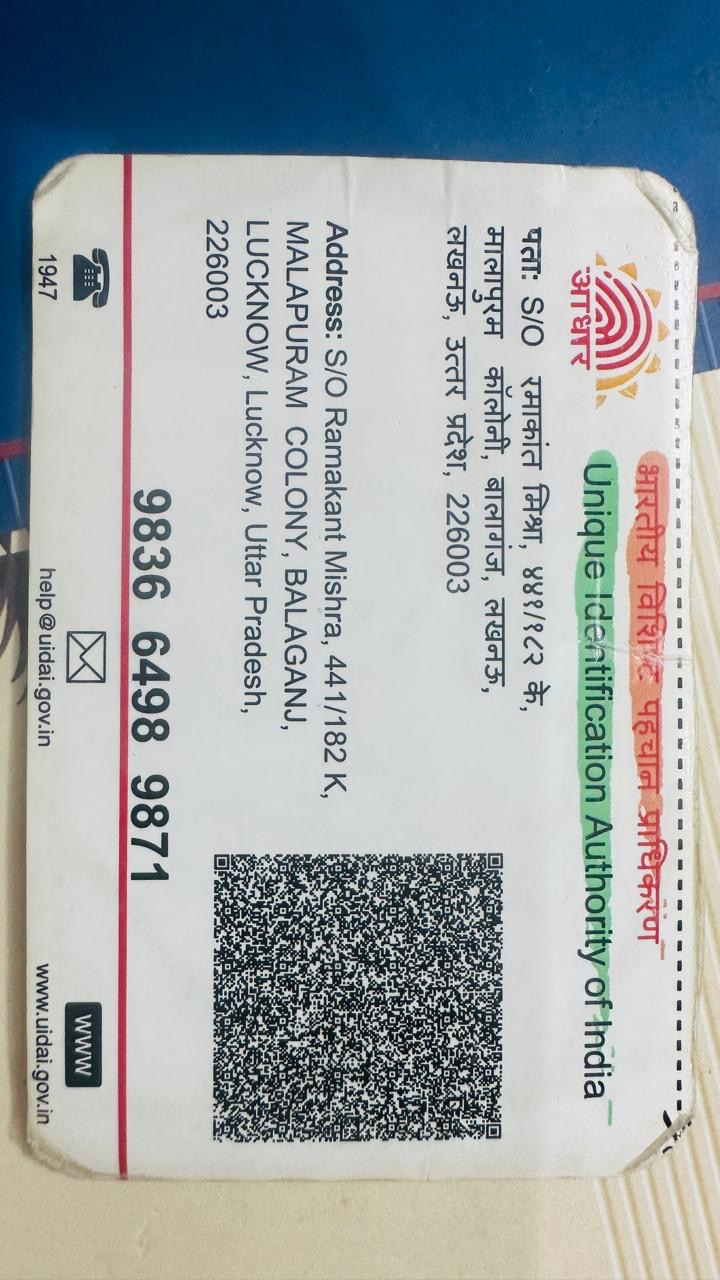 भारतीय विशिष्ट पहचान प्राधिकरण
Unique Identification Authority of India
आधार
पता: S/O रमाकांत मिश्रा, ४४१/१८२ के,
मालापुरम कॉलोनी, बालागंज, लखनऊ,
लखनऊ, उत्तर प्रदेश, 226003
Address: S/O Ramakant Mishra, 441/182 K,
MALAPURAM COLONY, BALAGANJ,
LUCKNOW, Lucknow, Uttar Pradesh,
226003
9836 6498 9871
1947
help@uidai.gov.in
www
www.uidai.gov.in